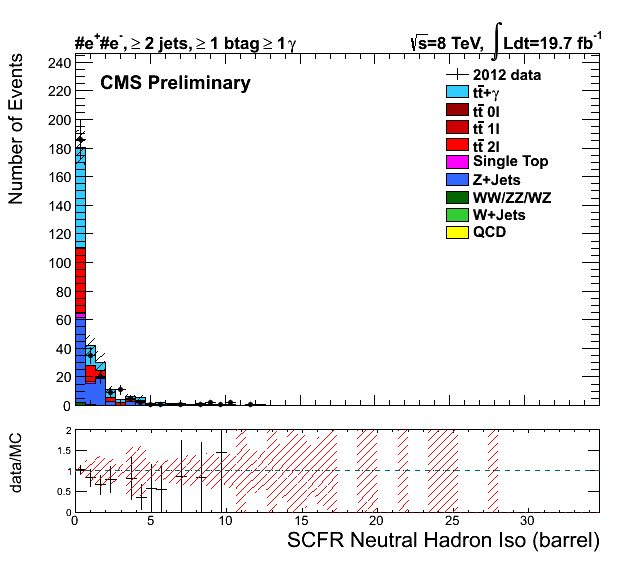 #e⁺#e⁻, ≥ 2 jets, ≥ 1 btag ≥ 1 γ
√s=8 TeV, ∫Ldt=19.7 fb⁻¹
CMS Preliminary
Number of Events
240
220
200
180
160
140
120
100
80
60
40
20
0
2012 data
tt̄+γ
tt̄ 0l
tt̄ 1l
tt̄ 2l
Single Top
Z+Jets
WW/ZZ/WZ
W+Jets
QCD
data/MC
2
1.5
1
0.5
0
0 5 10 15 20 25 30
SCFR Neutral Hadron Iso (barrel)